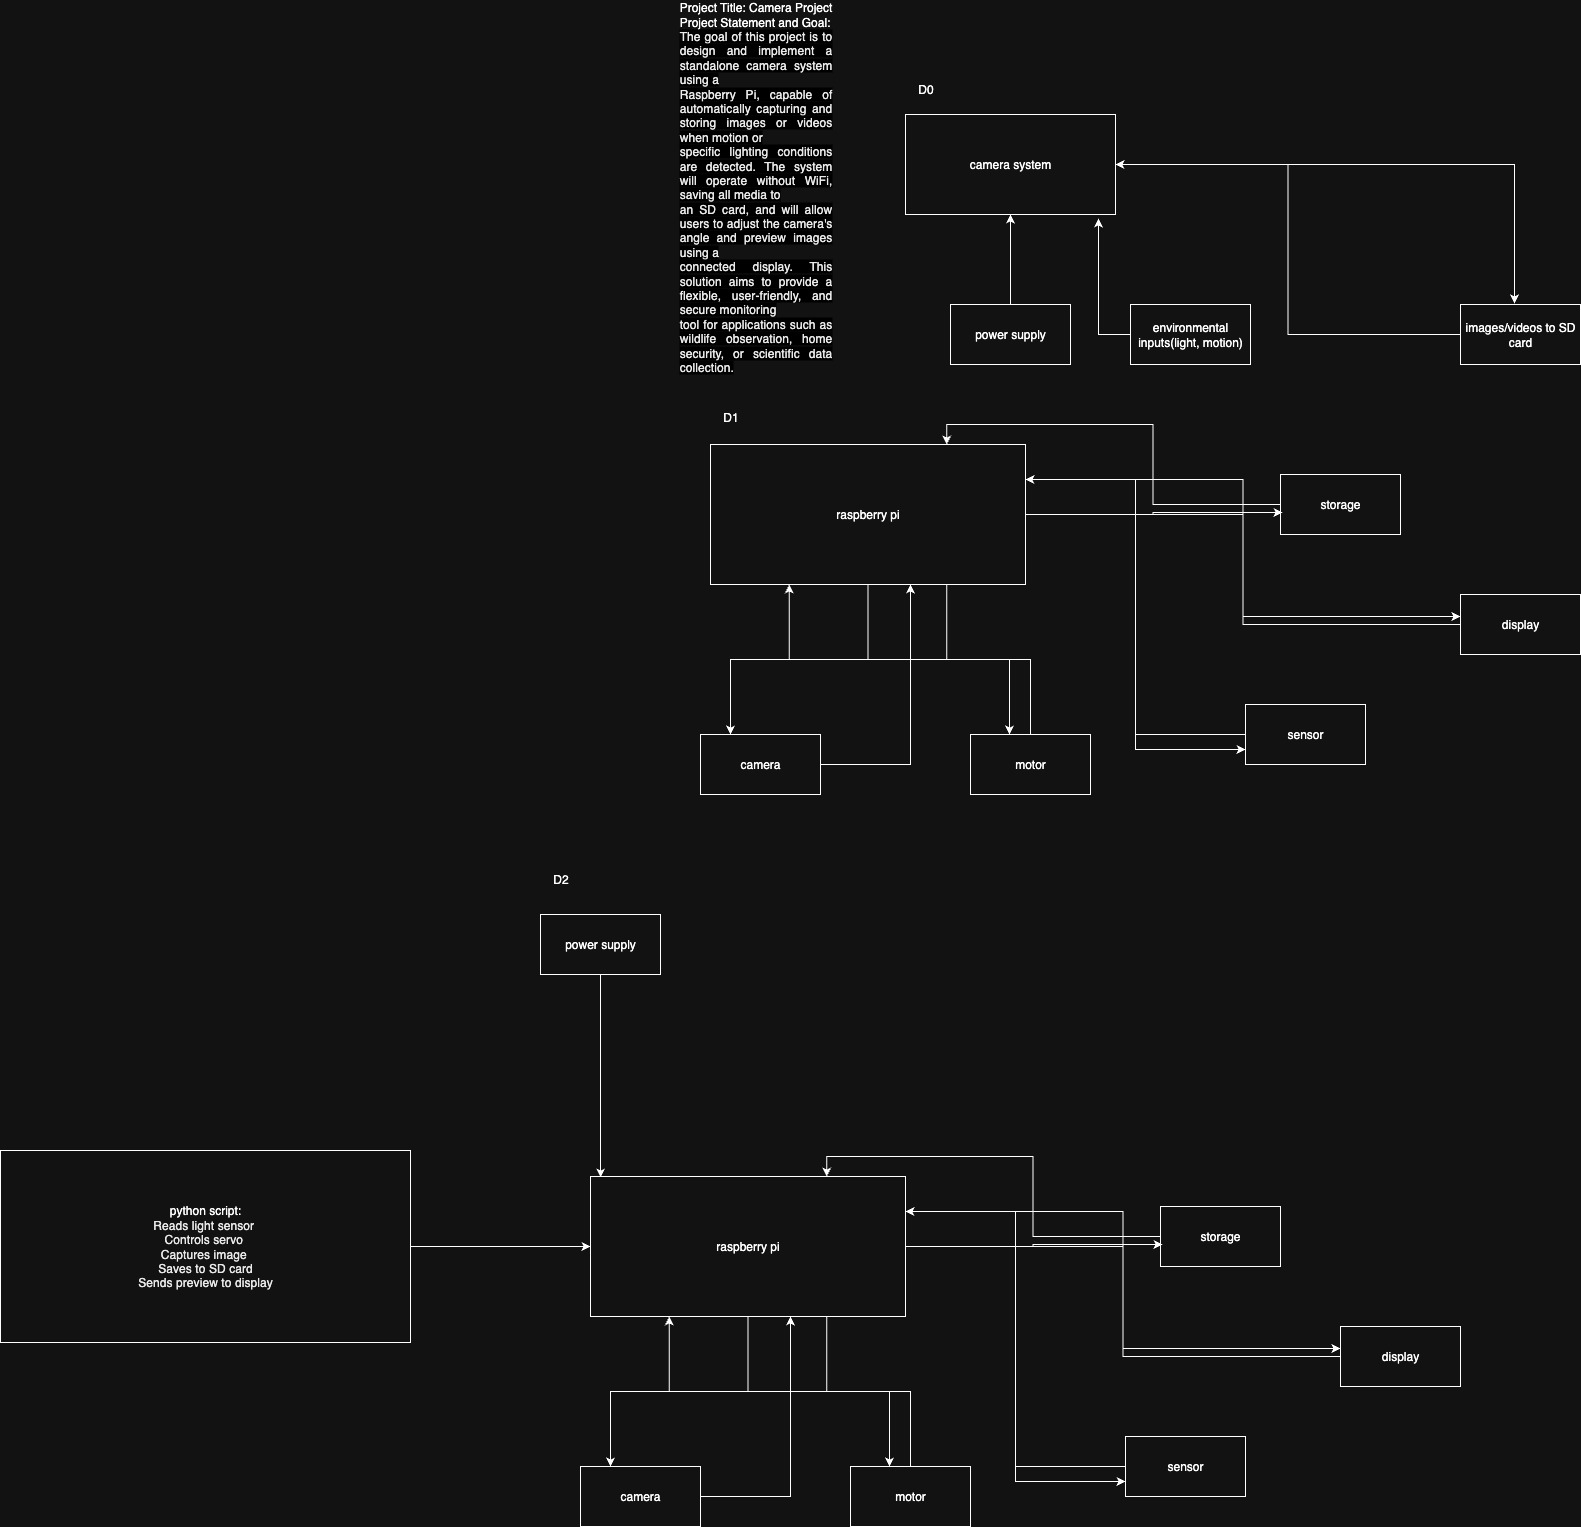 Project Title: Camera Project
Project Statement and Goal:
The goal of this project is to
design and implement a
standalone camera system
using a
Raspberry Pi, capable of
automatically capturing and
storing images or videos
when motion or
specific lighting conditions
are detected. The system
will operate without WiFi,
saving all media to
an SD card, and will allow
users to adjust the camera's
angle and preview images
using a
connected display. This
solution aims to provide a
flexible, user-friendly, and
secure monitoring
tool for applications such as
wildlife observation, home
security, or scientific data
collection.
D0
camera system
power supply
environmental
inputs(light, motion)
images/videos to SD
card
D1
raspberry pi
storage
display
sensor
camera
motor
D2
power supply
python script:
Reads light sensor
Controls servo
Captures image
Saves to SD card
Sends preview to display
raspberry pi
storage
display
sensor
camera
motor